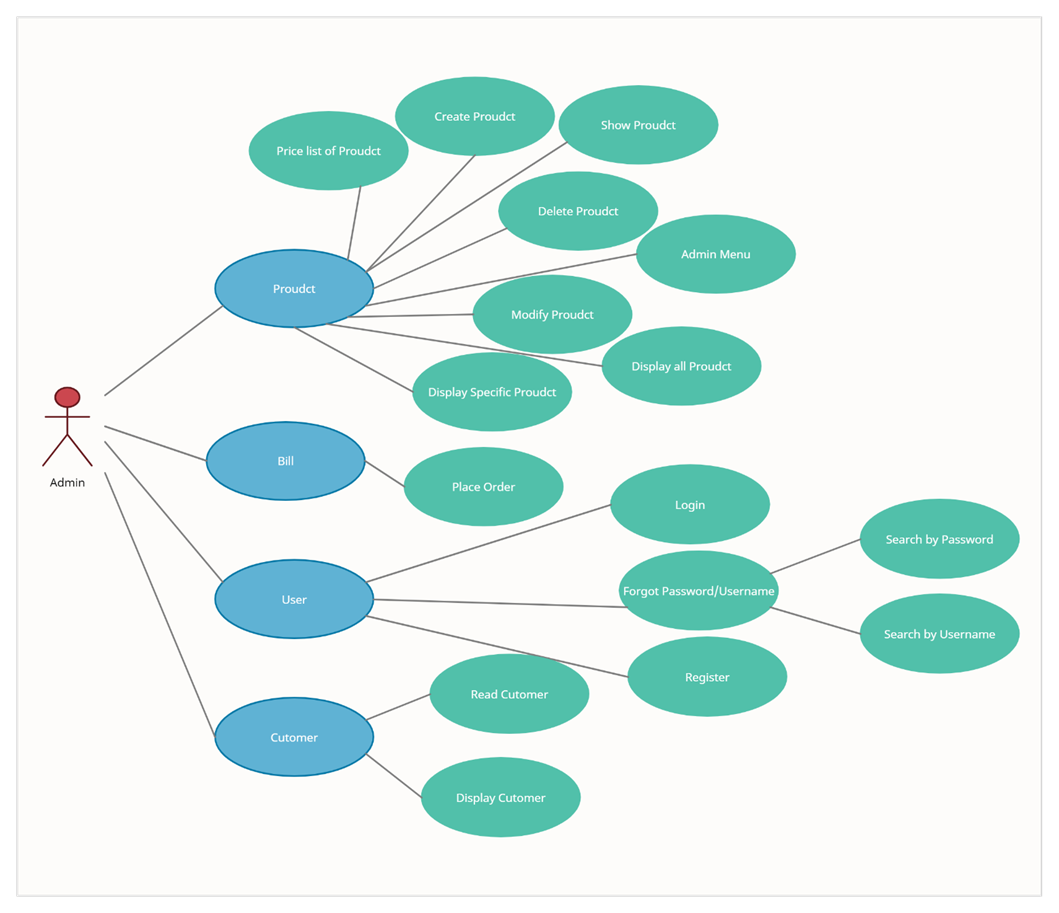 Create Proudct
Show Proudct
Price list of Proudct
Delete Proudct
Admin Menu
Proudct
Modify Proudct
Display all Proudct
Display Specific Proudct
Admin
Bill
Place Order
Login
Search by Password
User
Forgot Password/Username
Search by Username
Register
Read Cutomer
Cutomer
Display Cutomer